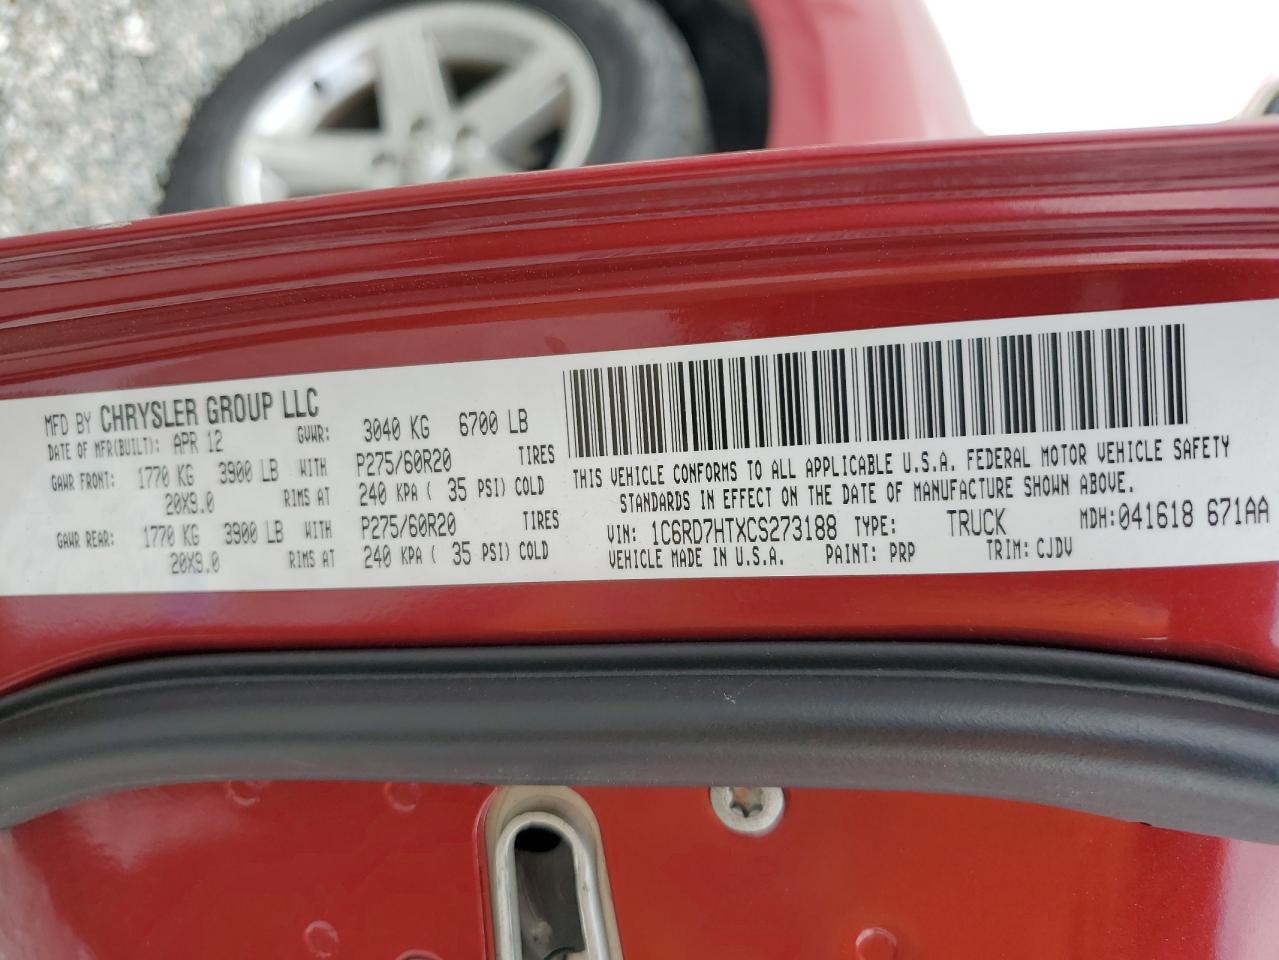 MFD BY CHRYSLER GROUP LLC
DATE OF MFR(BUILT): APR 12 GVWR: 3040 KG 6700 LB
GAWR FRONT: 1770 KG 3900 LB WITH P275/60R20 TIRES
20X9.0 RIMS AT 240 KPA ( 35 PSI) COLD
GAWR REAR: 1770 KG 3900 LB WITH P275/60R20 TIRES
20X9.0 RIMS AT 240 KPA ( 35 PSI) COLD
THIS VEHICLE CONFORMS TO ALL APPLICABLE U.S.A. FEDERAL MOTOR VEHICLE SAFETY
STANDARDS IN EFFECT ON THE DATE OF MANUFACTURE SHOWN ABOVE.
VIN: 1C6RD7HTXCS273188 TYPE: TRUCK MDH:041618 671AA
VEHICLE MADE IN U.S.A. PAINT: PRP TRIM: CJDV